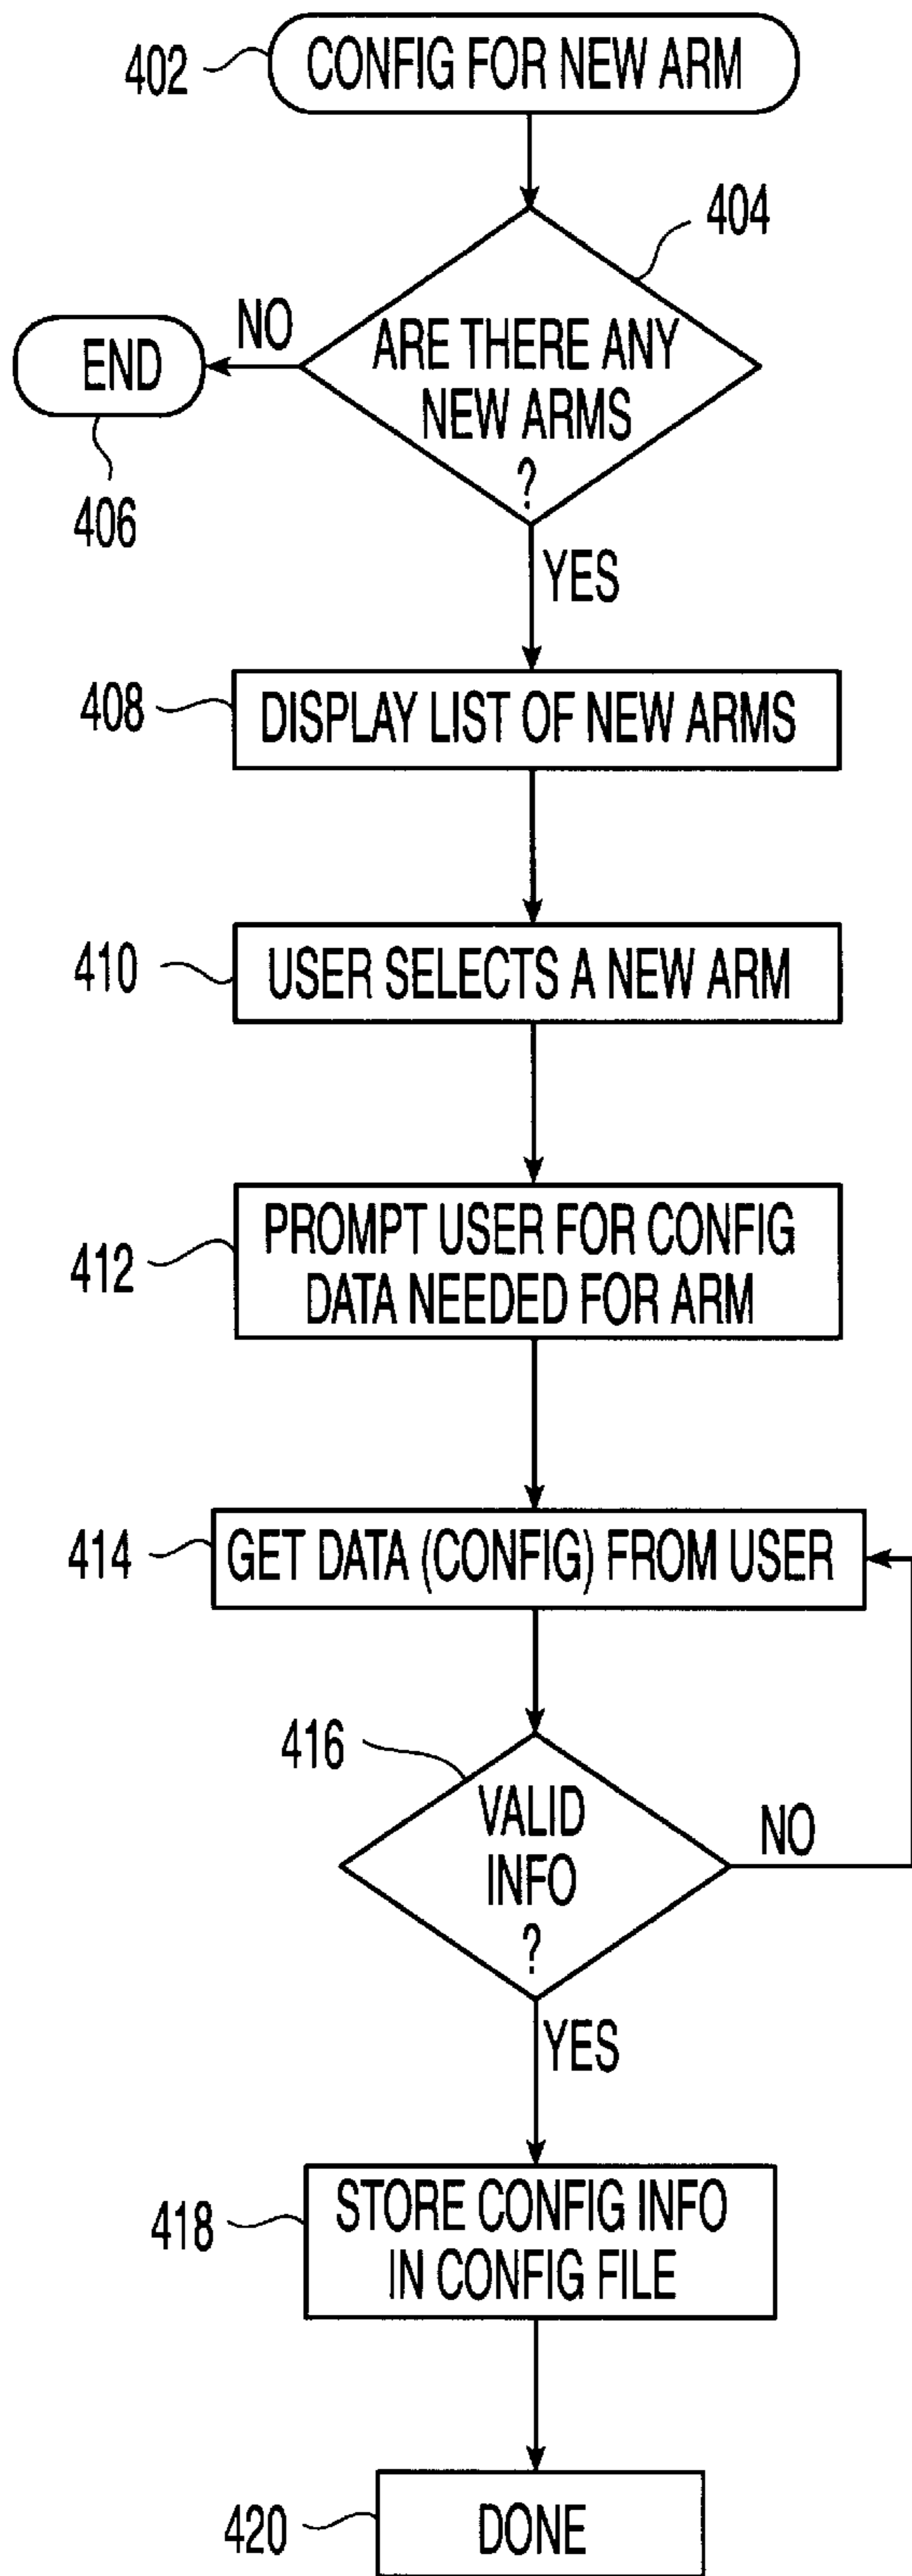 402
CONFIG FOR NEW ARM
404
ARE THERE ANY
NEW ARMS
?
NO
END
406
YES
408
DISPLAY LIST OF NEW ARMS
410
USER SELECTS A NEW ARM
412
PROMPT USER FOR CONFIG
DATA NEEDED FOR ARM
414
GET DATA (CONFIG) FROM USER
416
VALID
INFO
?
NO
YES
418
STORE CONFIG INFO
IN CONFIG FILE
420
DONE